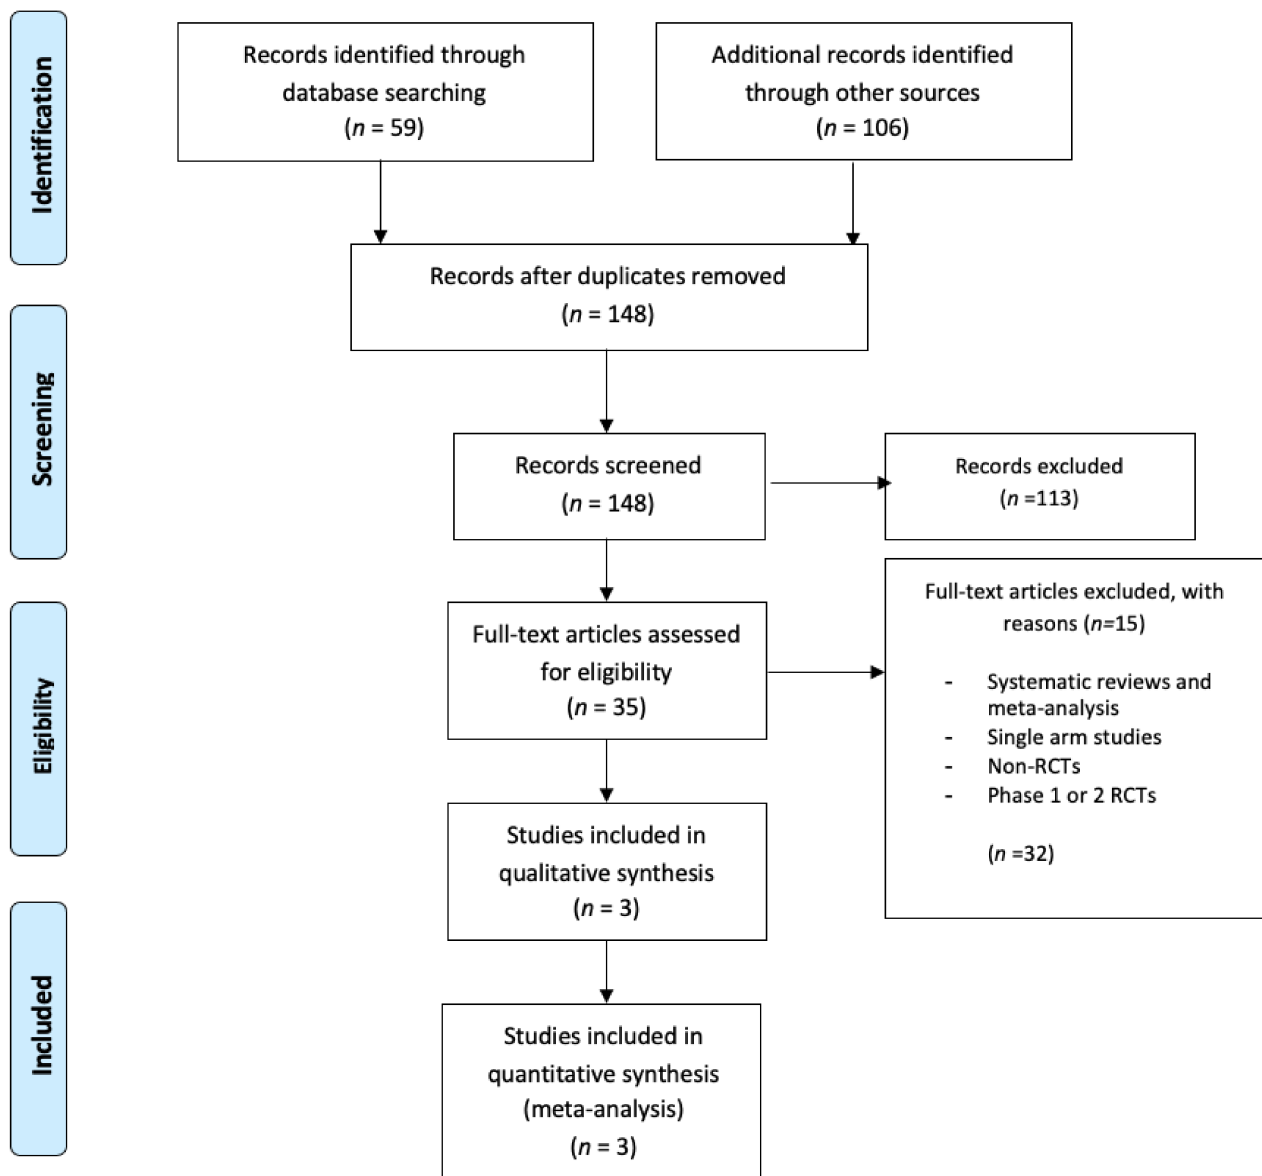 Identification
Records identified through
database searching
(n = 59)
Additional records identified
through other sources
(n = 106)
Records after duplicates removed
(n = 148)
Screening
Records screened
(n = 148)
Records excluded
(n =113)
Eligibility
Full-text articles assessed
for eligibility
(n = 35)
Full-text articles excluded, with
reasons (n=15)
- Systematic reviews and
meta-analysis
- Single arm studies
- Non-RCTs
- Phase 1 or 2 RCTs
(n =32)
Studies included in
qualitative synthesis
(n = 3)
Included
Studies included in
quantitative synthesis
(meta-analysis)
(n = 3)